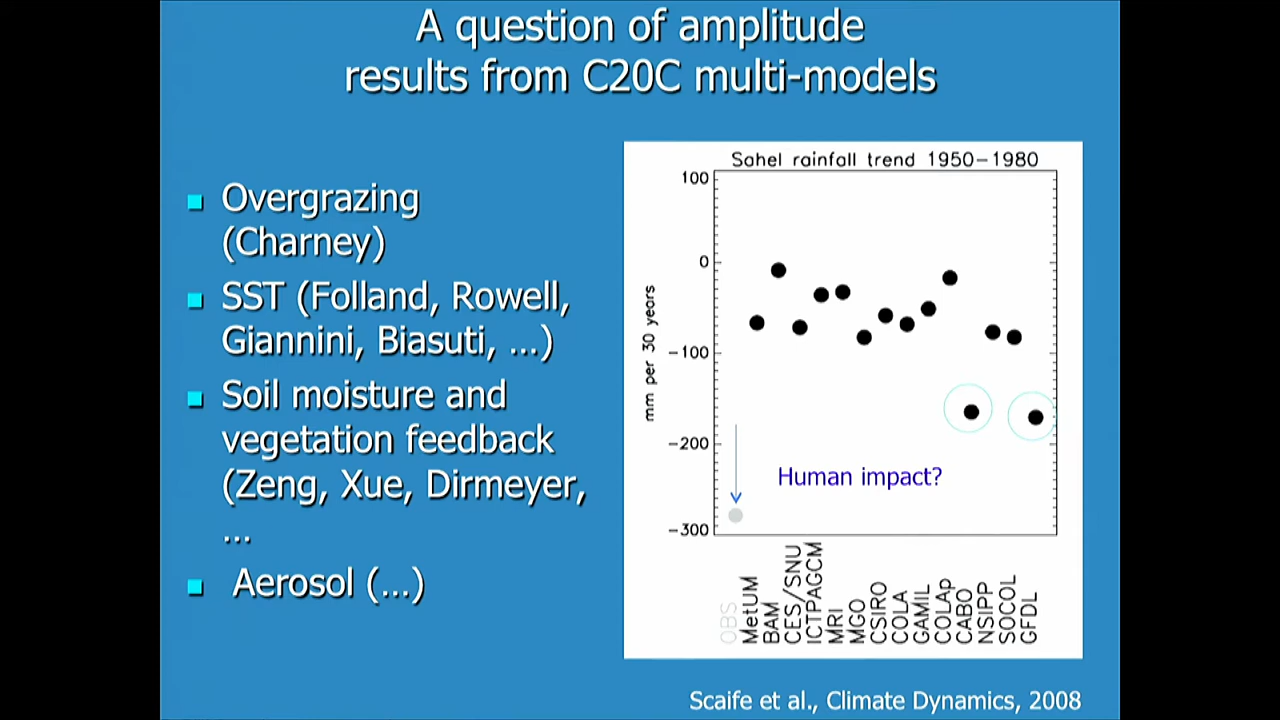 A question of amplitude
results from C20C multi-models
Overgrazing
(Charney)
SST (Folland, Rowell,
Giannini, Biasuti, ...)
Soil moisture and
vegetation feedback
(Zeng, Xue, Dirmeyer,
...
Aerosol (...)
Sahel rainfall trend 1950-1980
mm per 30 years
100
0
-100
-200
-300
Human impact?
OBS
MetUM
BAM
CES/SNU
ICTPAGCM
MRI
MGO
CSIRO
COLA
GAMIL
COLAp
CABO
NSIPP
SOCOL
GFDL
Scaife et al., Climate Dynamics, 2008